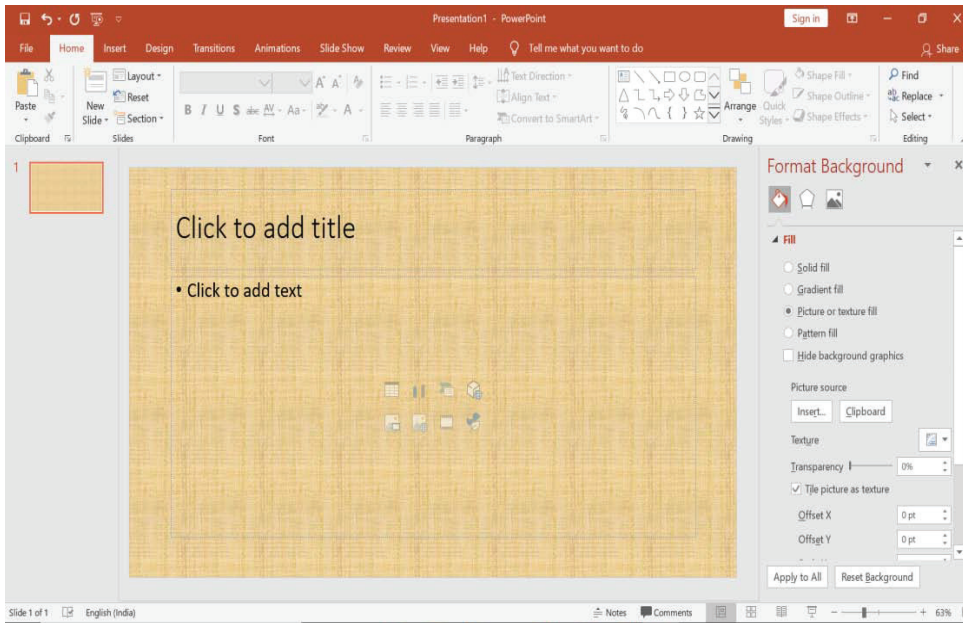 Presentation1 - PowerPoint
Sign in
File Home Insert Design Transitions Animations Slide Show Review View Help Tell me what you want to do Share
Paste
New Slide
Layout
Reset
Section
B I U S abc AV Aa A
A A
Text Direction
Align Text
Convert to SmartArt
Arrange
Quick Styles
Shape Fill
Shape Outline
Shape Effects
Find
Replace
Select
Clipboard Slides Font Paragraph Drawing Editing
1
Click to add title
• Click to add text
Format Background
Fill
Solid fill
Gradient fill
Picture or texture fill
Pattern fill
Hide background graphics
Picture source
Insert... Clipboard
Texture
Transparency 0%
Tile picture as texture
Offset X 0 pt
Offset Y 0 pt
Apply to All Reset Background
Slide 1 of 1 English (India) Notes Comments 63%